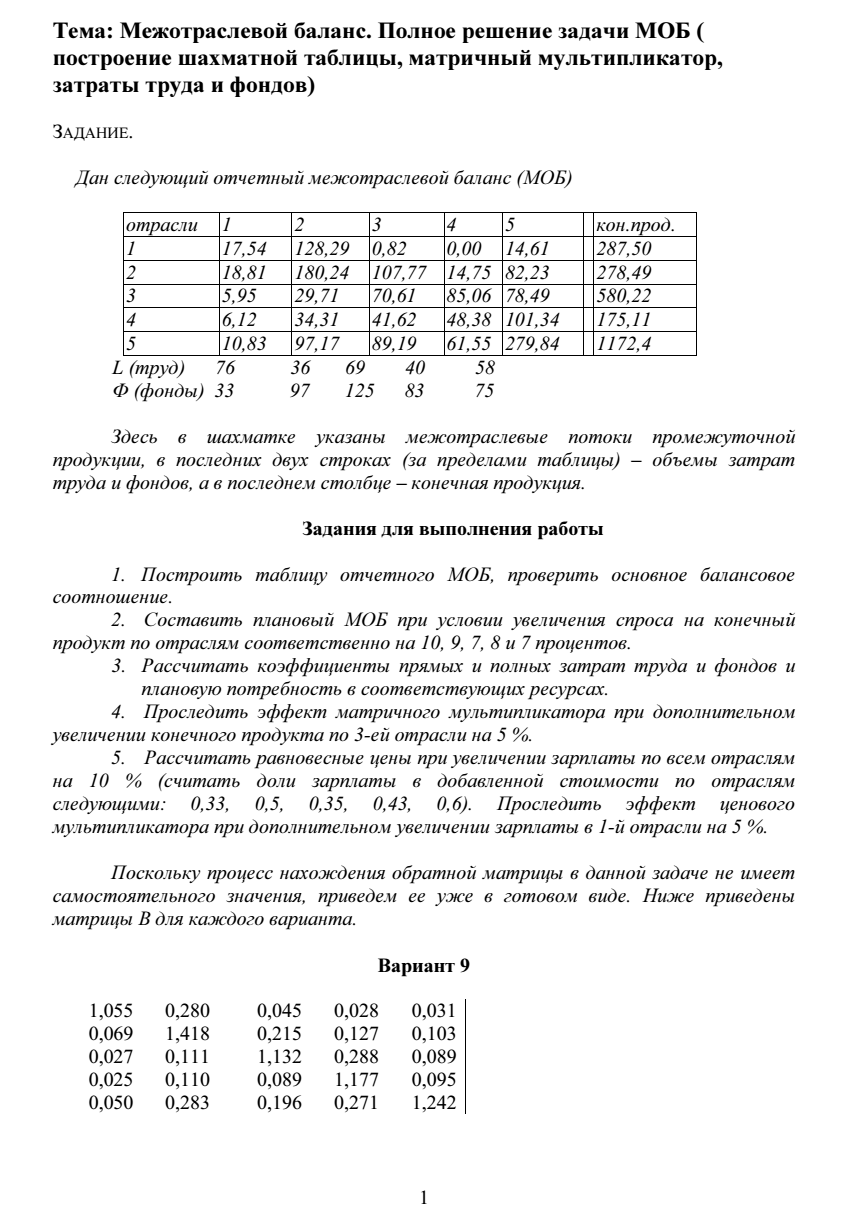 Тема: Межотраслевой баланс. Полное решение задачи МОБ (
построение шахматной таблицы, матричный мультипликатор,
затраты труда и фондов)
ЗАДАНИЕ.
Дан следующий отчетный межотраслевой баланс (МОБ)
отрасли 1 2 3 4 5 кон.прод.
1 17,54 128,29 0,82 0,00 14,61 287,50
2 18,81 180,24 107,77 14,75 82,23 278,49
3 5,95 29,71 70,61 85,06 78,49 580,22
4 6,12 34,31 41,62 48,38 101,34 175,11
5 10,83 97,17 89,19 61,55 279,84 1172,4
L (труд) 76 36 69 40 58
Ф (фонды) 33 97 125 83 75
Здесь в шахматке указаны межотраслевые потоки промежуточной
продукции, в последних двух строках (за пределами таблицы) – объемы затрат
труда и фондов, а в последнем столбце – конечная продукция.
Задания для выполнения работы
1. Построить таблицу отчетного МОБ, проверить основное балансовое
соотношение.
2. Составить плановый МОБ при условии увеличения спроса на конечный
продукт по отраслям соответственно на 10, 9, 7, 8 и 7 процентов.
3. Рассчитать коэффициенты прямых и полных затрат труда и фондов и
плановую потребность в соответствующих ресурсах.
4. Проследить эффект матричного мультипликатора при дополнительном
увеличении конечного продукта по 3-ей отрасли на 5 %.
5. Рассчитать равновесные цены при увеличении зарплаты по всем отраслям
на 10 % (считать доли зарплаты в добавленной стоимости по отраслям
следующими: 0,33, 0,5, 0,35, 0,43, 0,6). Проследить эффект ценового
мультипликатора при дополнительном увеличении зарплаты в 1-й отрасли на 5 %.
Поскольку процесс нахождения обратной матрицы в данной задаче не имеет
самостоятельного значения, приведем ее уже в готовом виде. Ниже приведены
матрицы В для каждого варианта.
Вариант 9
1,055 0,280 0,045 0,028 0,031
0,069 1,418 0,215 0,127 0,103
0,027 0,111 1,132 0,288 0,089
0,025 0,110 0,089 1,177 0,095
0,050 0,283 0,196 0,271 1,242
1